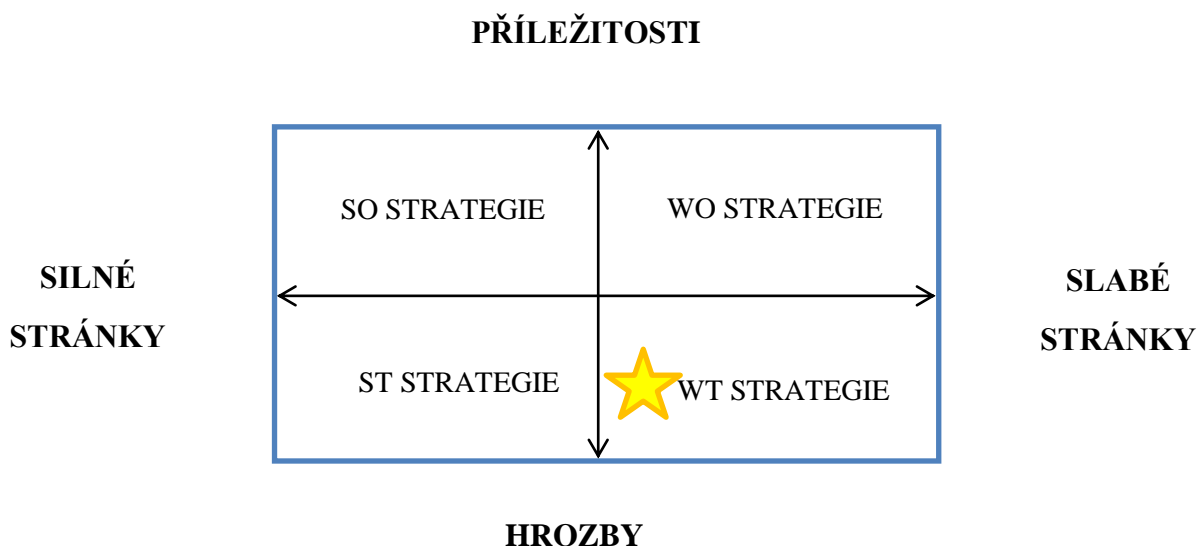 PŘÍLEŽITOSTI
SO STRATEGIE
WO STRATEGIE
SILNÉ
STRÁNKY
SLABÉ
STRÁNKY
ST STRATEGIE
WT STRATEGIE
HROZBY